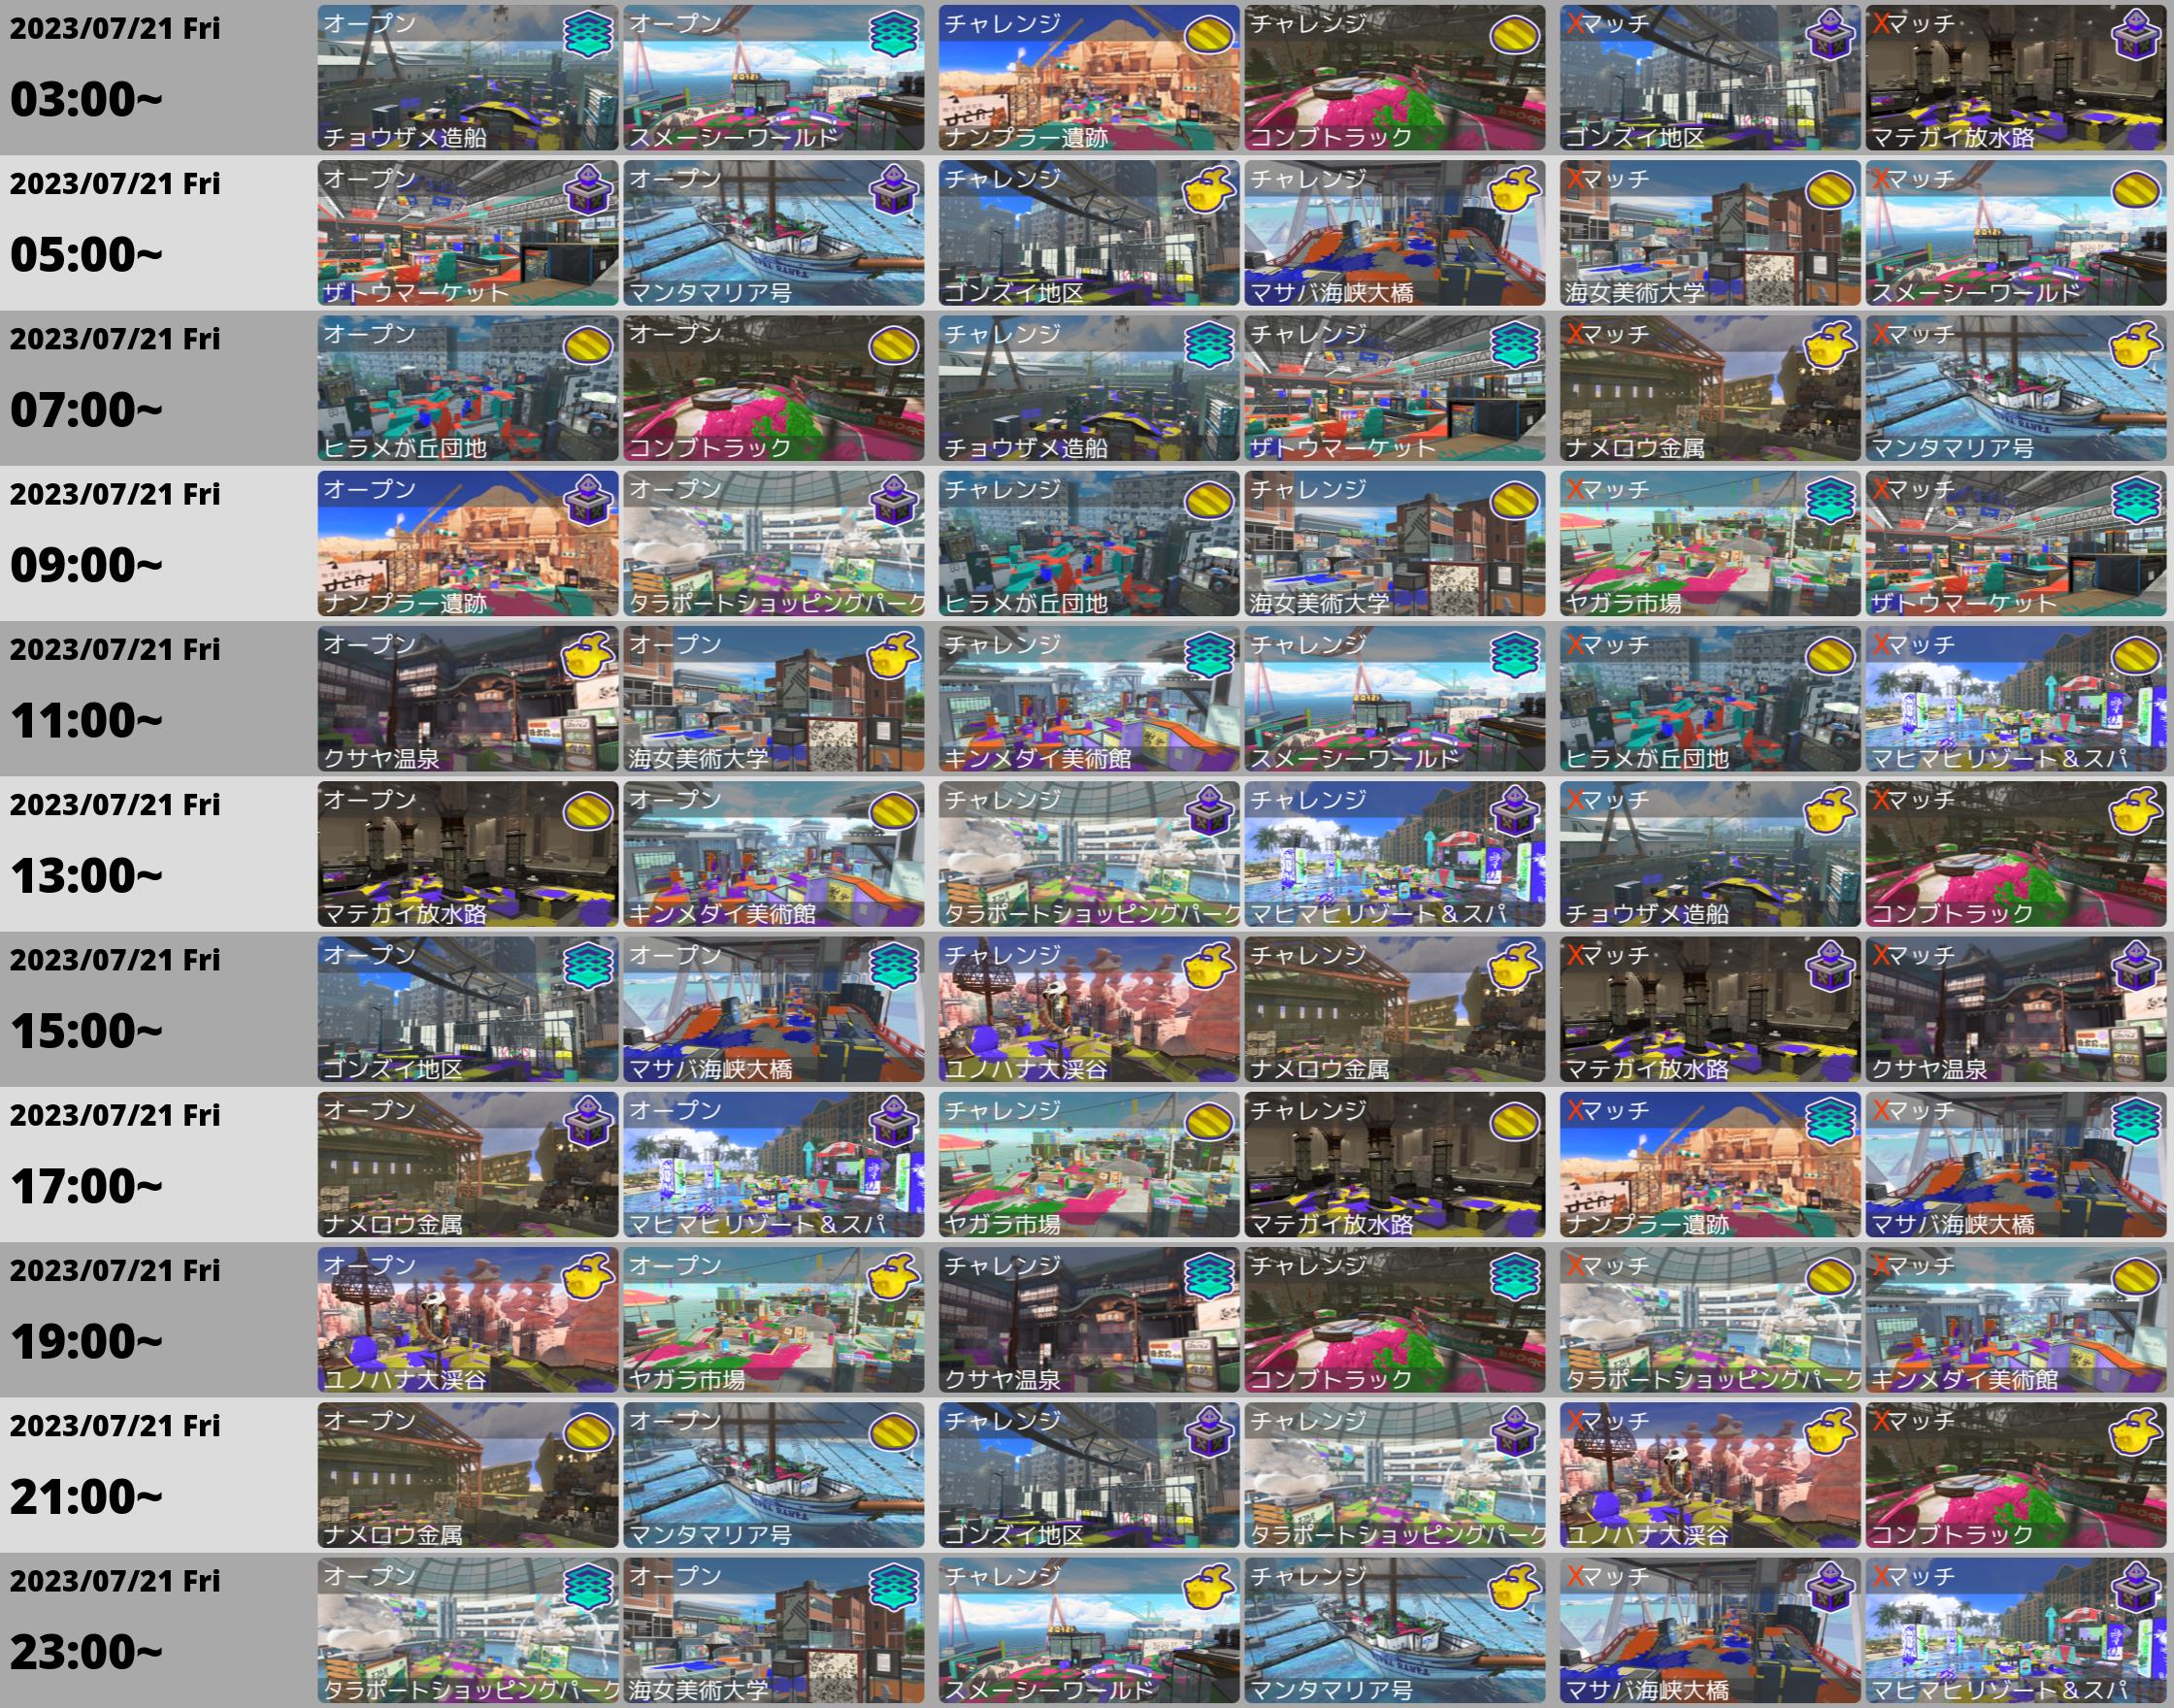 2023/07/21 Fri
03:00~
オープン
チョウザメ造船
オープン
スメーシーワールド
チャレンジ
ナンプラー遺跡
チャレンジ
コンブトラック
Xマッチ
ゴンズイ地区
Xマッチ
マテガイ放水路
2023/07/21 Fri
05:00~
オープン
ザトウマーケット
オープン
マンタマリア号
チャレンジ
ゴンズイ地区
チャレンジ
マサバ海峡大橋
Xマッチ
海女美術大学
Xマッチ
スメーシーワールド
2023/07/21 Fri
07:00~
オープン
ヒラメが丘団地
オープン
コンブトラック
チャレンジ
チョウザメ造船
チャレンジ
ザトウマーケット
Xマッチ
ナメロウ金属
Xマッチ
マンタマリア号
2023/07/21 Fri
09:00~
オープン
ナンプラー遺跡
オープン
タラポートショッピングパーク
チャレンジ
ヒラメが丘団地
チャレンジ
海女美術大学
Xマッチ
ヤガラ市場
Xマッチ
ザトウマーケット
2023/07/21 Fri
11:00~
オープン
クサヤ温泉
オープン
海女美術大学
チャレンジ
キンメダイ美術館
チャレンジ
スメーシーワールド
Xマッチ
ヒラメが丘団地
Xマッチ
マヒマヒリゾート＆スパ
2023/07/21 Fri
13:00~
オープン
マテガイ放水路
オープン
キンメダイ美術館
チャレンジ
タラポートショッピングパーク
チャレンジ
マヒマヒリゾート＆スパ
Xマッチ
チョウザメ造船
Xマッチ
コンブトラック
2023/07/21 Fri
15:00~
オープン
ゴンズイ地区
オープン
マサバ海峡大橋
チャレンジ
ユノハナ大渓谷
チャレンジ
ナメロウ金属
Xマッチ
マテガイ放水路
Xマッチ
クサヤ温泉
2023/07/21 Fri
17:00~
オープン
ナメロウ金属
オープン
マヒマヒリゾート＆スパ
チャレンジ
ヤガラ市場
チャレンジ
マテガイ放水路
Xマッチ
ナンプラー遺跡
Xマッチ
マサバ海峡大橋
2023/07/21 Fri
19:00~
オープン
ユノハナ大渓谷
オープン
ヤガラ市場
チャレンジ
クサヤ温泉
チャレンジ
コンブトラック
Xマッチ
タラポートショッピングパーク
Xマッチ
キンメダイ美術館
2023/07/21 Fri
21:00~
オープン
ナメロウ金属
オープン
マンタマリア号
チャレンジ
ゴンズイ地区
チャレンジ
タラポートショッピングパーク
Xマッチ
ユノハナ大渓谷
Xマッチ
コンブトラック
2023/07/21 Fri
23:00~
オープン
タラポートショッピングパーク
オープン
海女美術大学
チャレンジ
スメーシーワールド
チャレンジ
マンタマリア号
Xマッチ
マサバ海峡大橋
Xマッチ
マヒマヒリゾート＆スパ